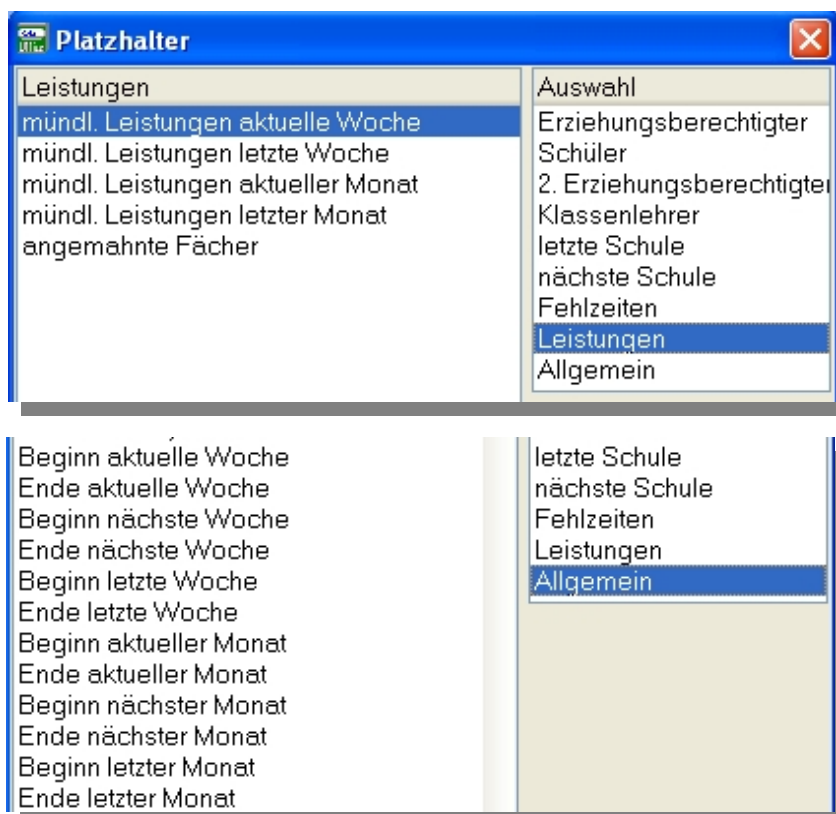 Platzhalter
Leistungen
mündl. Leistungen aktuelle Woche
mündl. Leistungen letzte Woche
mündl. Leistungen aktueller Monat
mündl. Leistungen letzter Monat
angemahnte Fächer
Auswahl
Erziehungsberechtigter
Schüler
2. Erziehungsberechtigter
Klassenlehrer
letzte Schule
nächste Schule
Fehlzeiten
Leistungen
Allgemein
Beginn aktuelle Woche
Ende aktuelle Woche
Beginn nächste Woche
Ende nächste Woche
Beginn letzte Woche
Ende letzte Woche
Beginn aktueller Monat
Ende aktueller Monat
Beginn nächster Monat
Ende nächster Monat
Beginn letzter Monat
Ende letzter Monat
letzte Schule
nächste Schule
Fehlzeiten
Leistungen
Allgemein